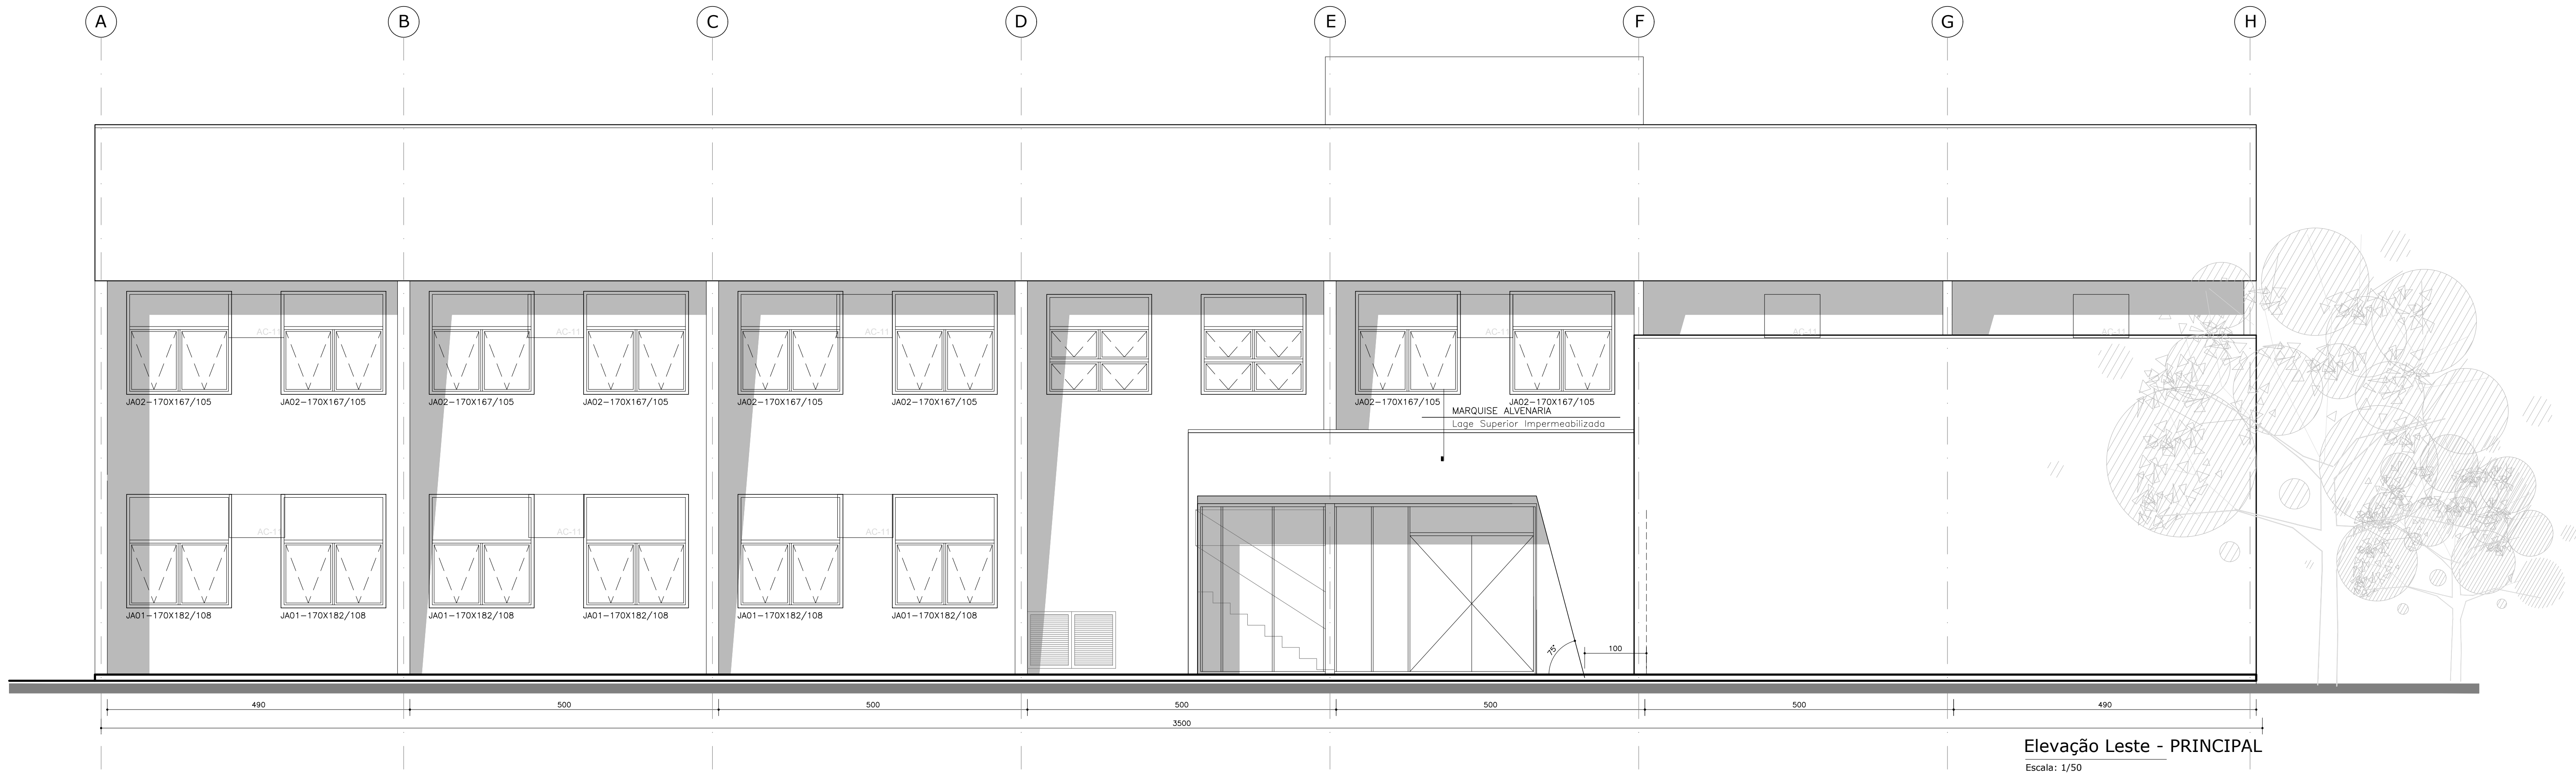 A B C D E F G H
AC-11 AC-11 AC-11 AC-11 AC-11 AC-11
JA02-170X167/105 JA02-170X167/105 JA02-170X167/105 JA02-170X167/105 JA02-170X167/105 JA02-170X167/105 JA02-170X167/105 JA02-170X167/105
MARQUISE ALVENARIA
Lage Superior Impermeabilizada
AC-11 AC-11 AC-11
JA01-170X182/108 JA01-170X182/108 JA01-170X182/108 JA01-170X182/108 JA01-170X182/108 JA01-170X182/108
75° 100
490 500 500 500 500 500 490
3500
Elevação Leste - PRINCIPAL
Escala: 1/50